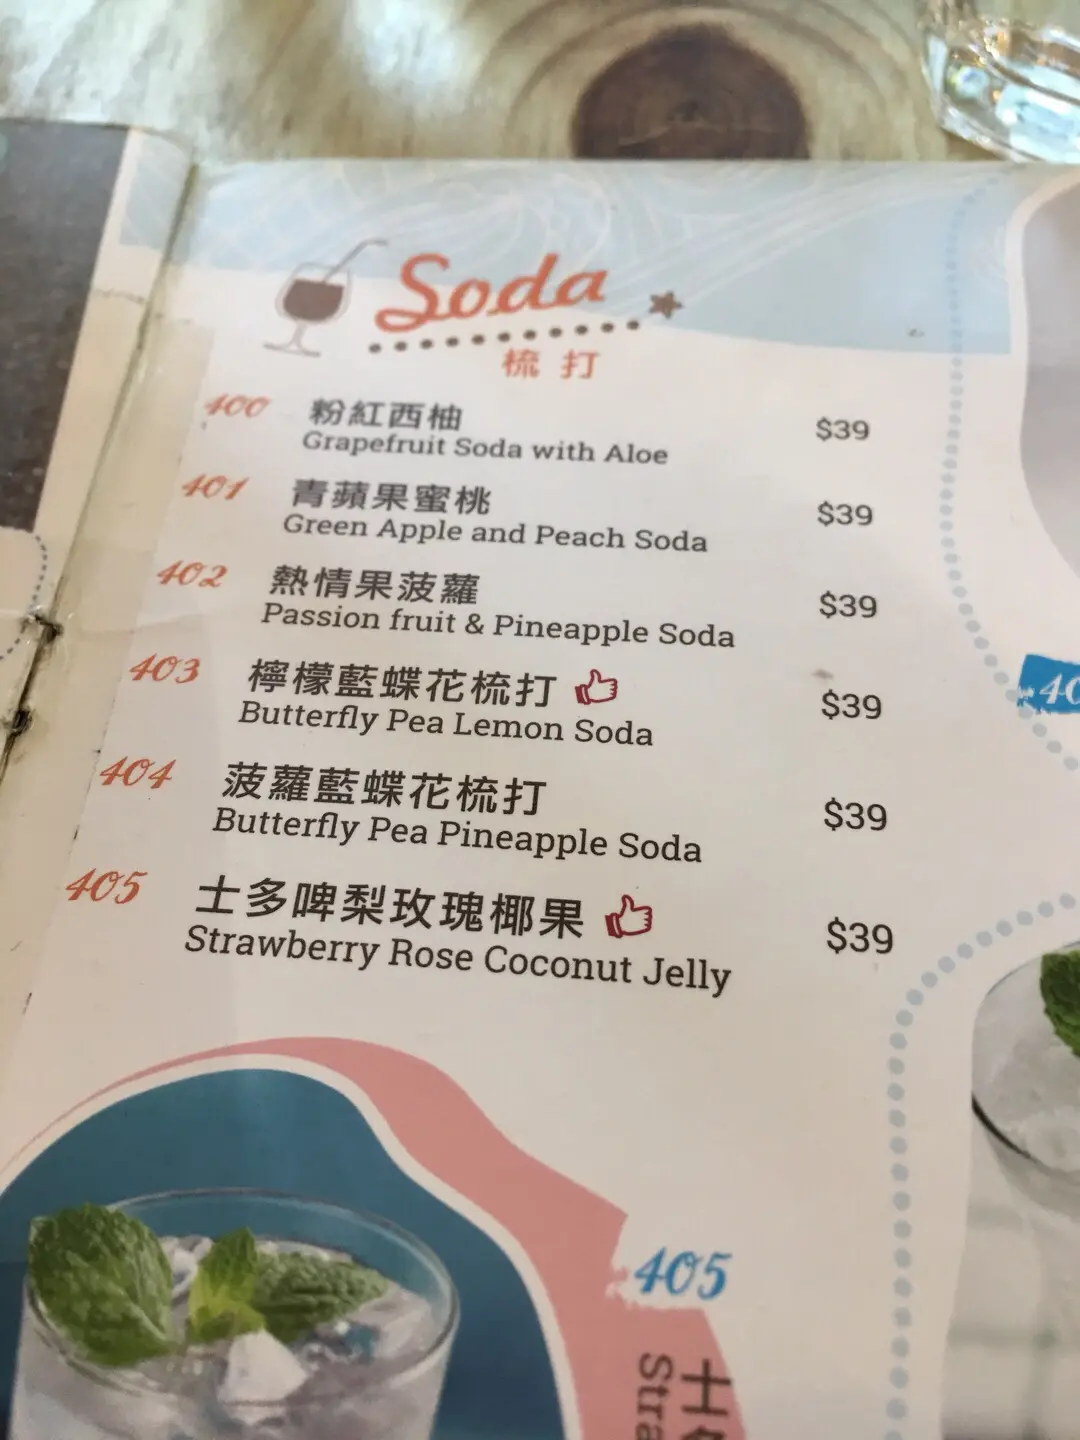 Soda
梳打
400 粉紅西柚 $39
Grapefruit Soda with Aloe
401 青蘋果蜜桃 $39
Green Apple and Peach Soda
402 熱情果菠蘿 $39
Passion fruit & Pineapple Soda
403 檸檬藍蝶花梳打 $39
Butterfly Pea Lemon Soda
404 菠蘿藍蝶花梳打 $39
Butterfly Pea Pineapple Soda
405 士多啤梨玫瑰椰果 $39
Strawberry Rose Coconut Jelly
405